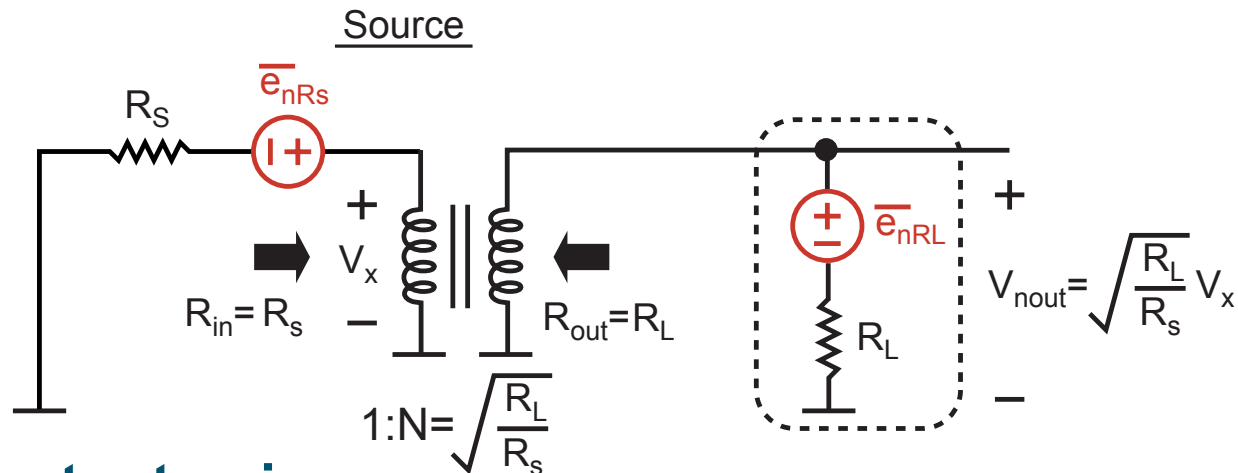 Source
e_nRs
R_S
+
V_x
−
R_in = R_s
R_out = R_L
1:N = √(R_L/R_s)
e_nRL
R_L
+
V_nout = √(R_L/R_s) V_x
−